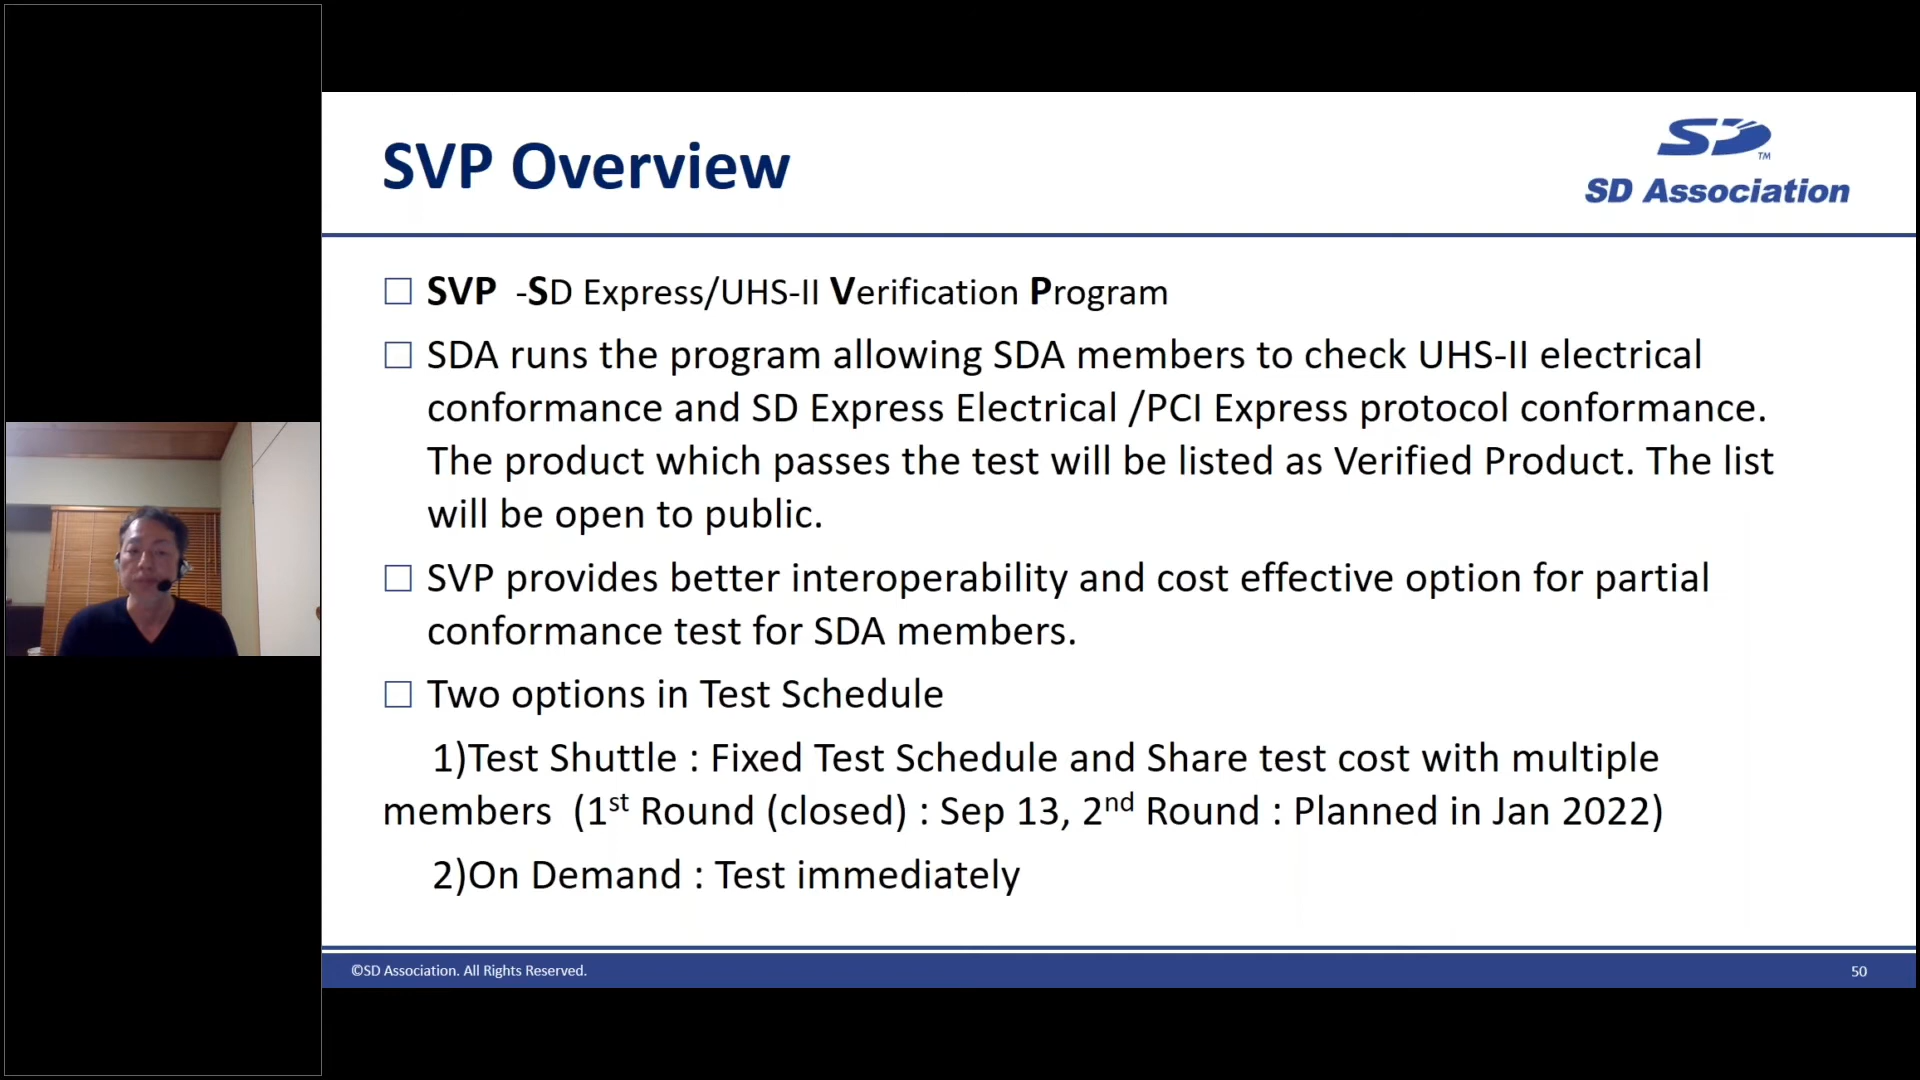 SVP Overview
SD
TM
SD Association
SVP -SD Express/UHS-II Verification Program
SDA runs the program allowing SDA members to check UHS-II electrical
conformance and SD Express Electrical /PCI Express protocol conformance.
The product which passes the test will be listed as Verified Product. The list
will be open to public.
SVP provides better interoperability and cost effective option for partial
conformance test for SDA members.
Two options in Test Schedule
1)Test Shuttle : Fixed Test Schedule and Share test cost with multiple
members (1st Round (closed) : Sep 13, 2nd Round : Planned in Jan 2022)
2)On Demand : Test immediately
©SD Association. All Rights Reserved.
50